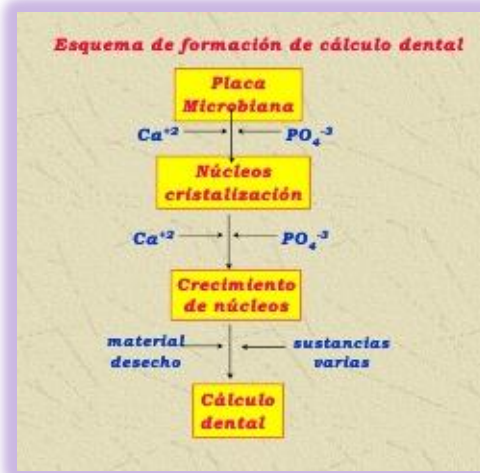 Esquema de formación de cálculo dental
Placa
Microbiana
Ca⁺² PO₄⁻³
Núcleos
cristalización
Ca⁺² PO₄⁻³
Crecimiento
de núcleos
material sustancias
desecho varias
Cálculo
dental